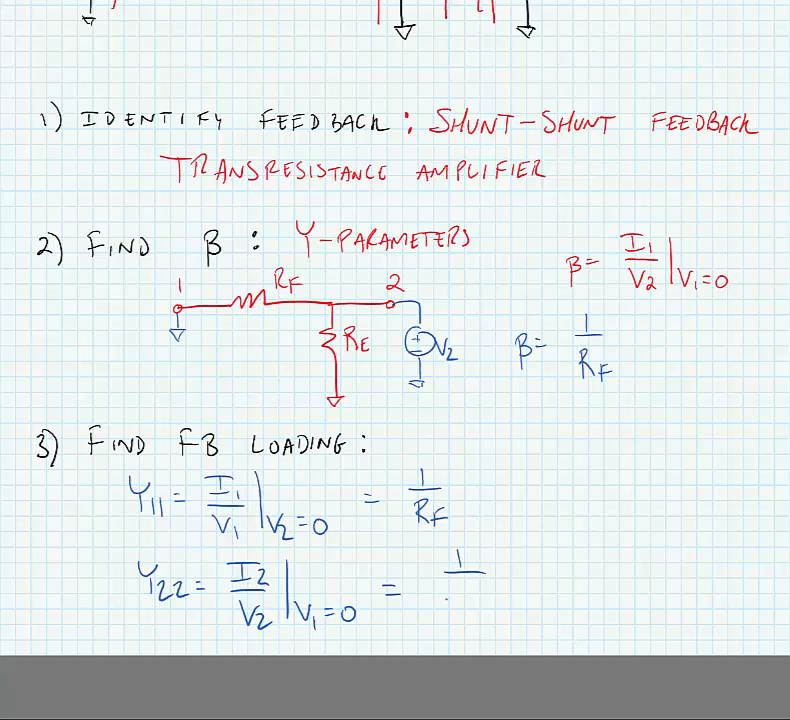 1) IDENTIFY FEEDBACK: SHUNT-SHUNT FEEDBACK
TRANSRESISTANCE AMPLIFIER
2) FIND β: Y-PARAMETERS
β = I1/V2 |V1=0
1 RF 2
RE V2
β = 1/RF
3) FIND FB LOADING:
Y11 = I1/V1 |V2=0 = 1/RF
Y22 = I2/V2 |V1=0 = 1/